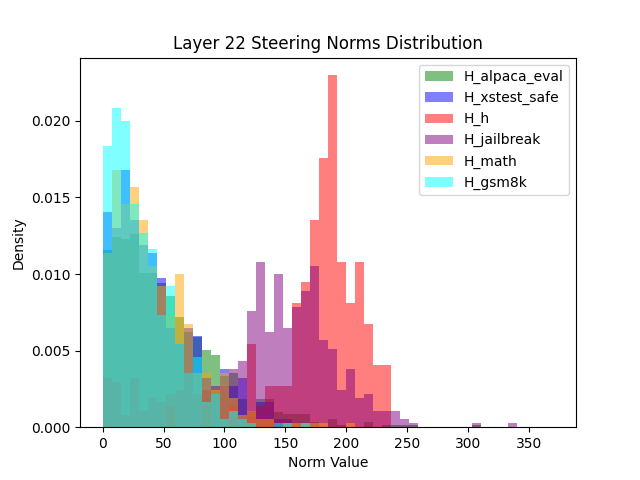 Layer 22 Steering Norms Distribution
H_alpaca_eval
H_xstest_safe
H_h
H_jailbreak
H_math
H_gsm8k
Density
0.020
0.015
0.010
0.005
0.000
0
50
100
150
200
250
300
350
Norm Value